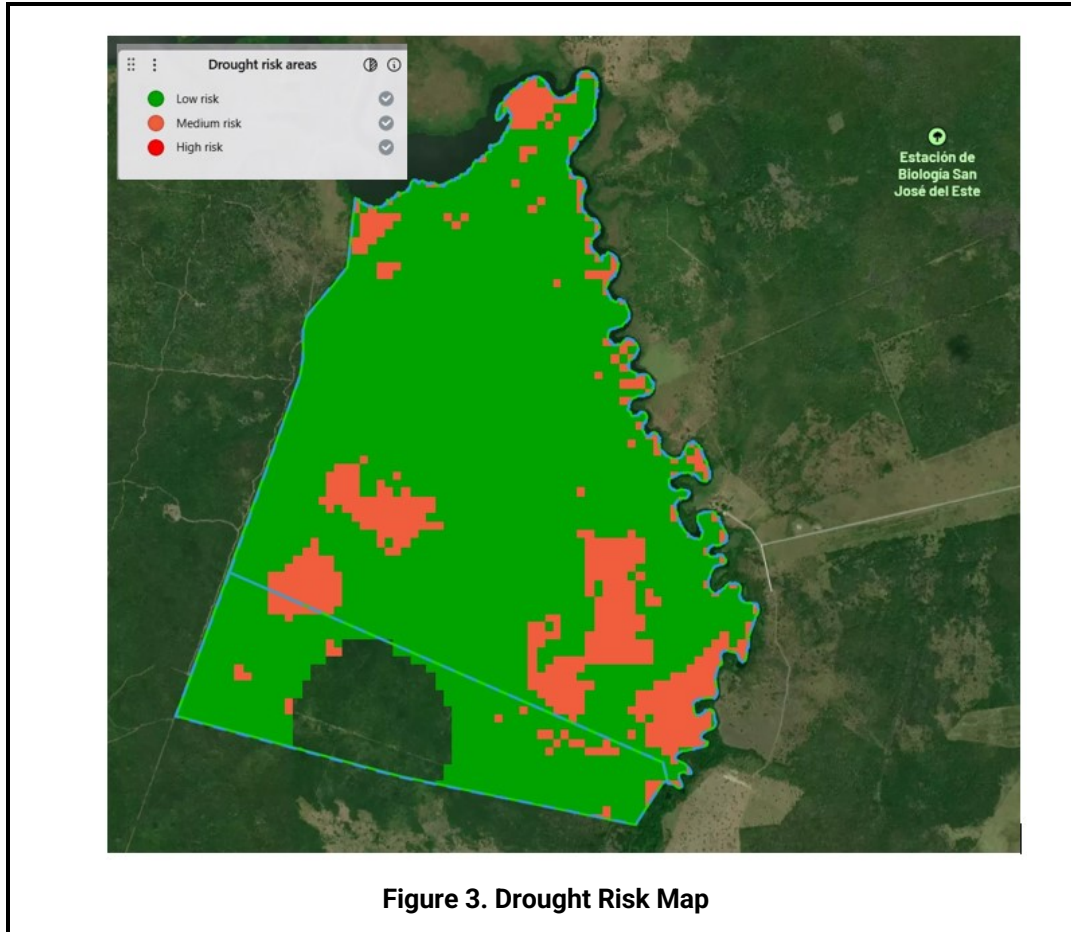 Drought risk areas
Low risk
Medium risk
High risk
Estación de
Biología San
José del Este
Figure 3. Drought Risk Map